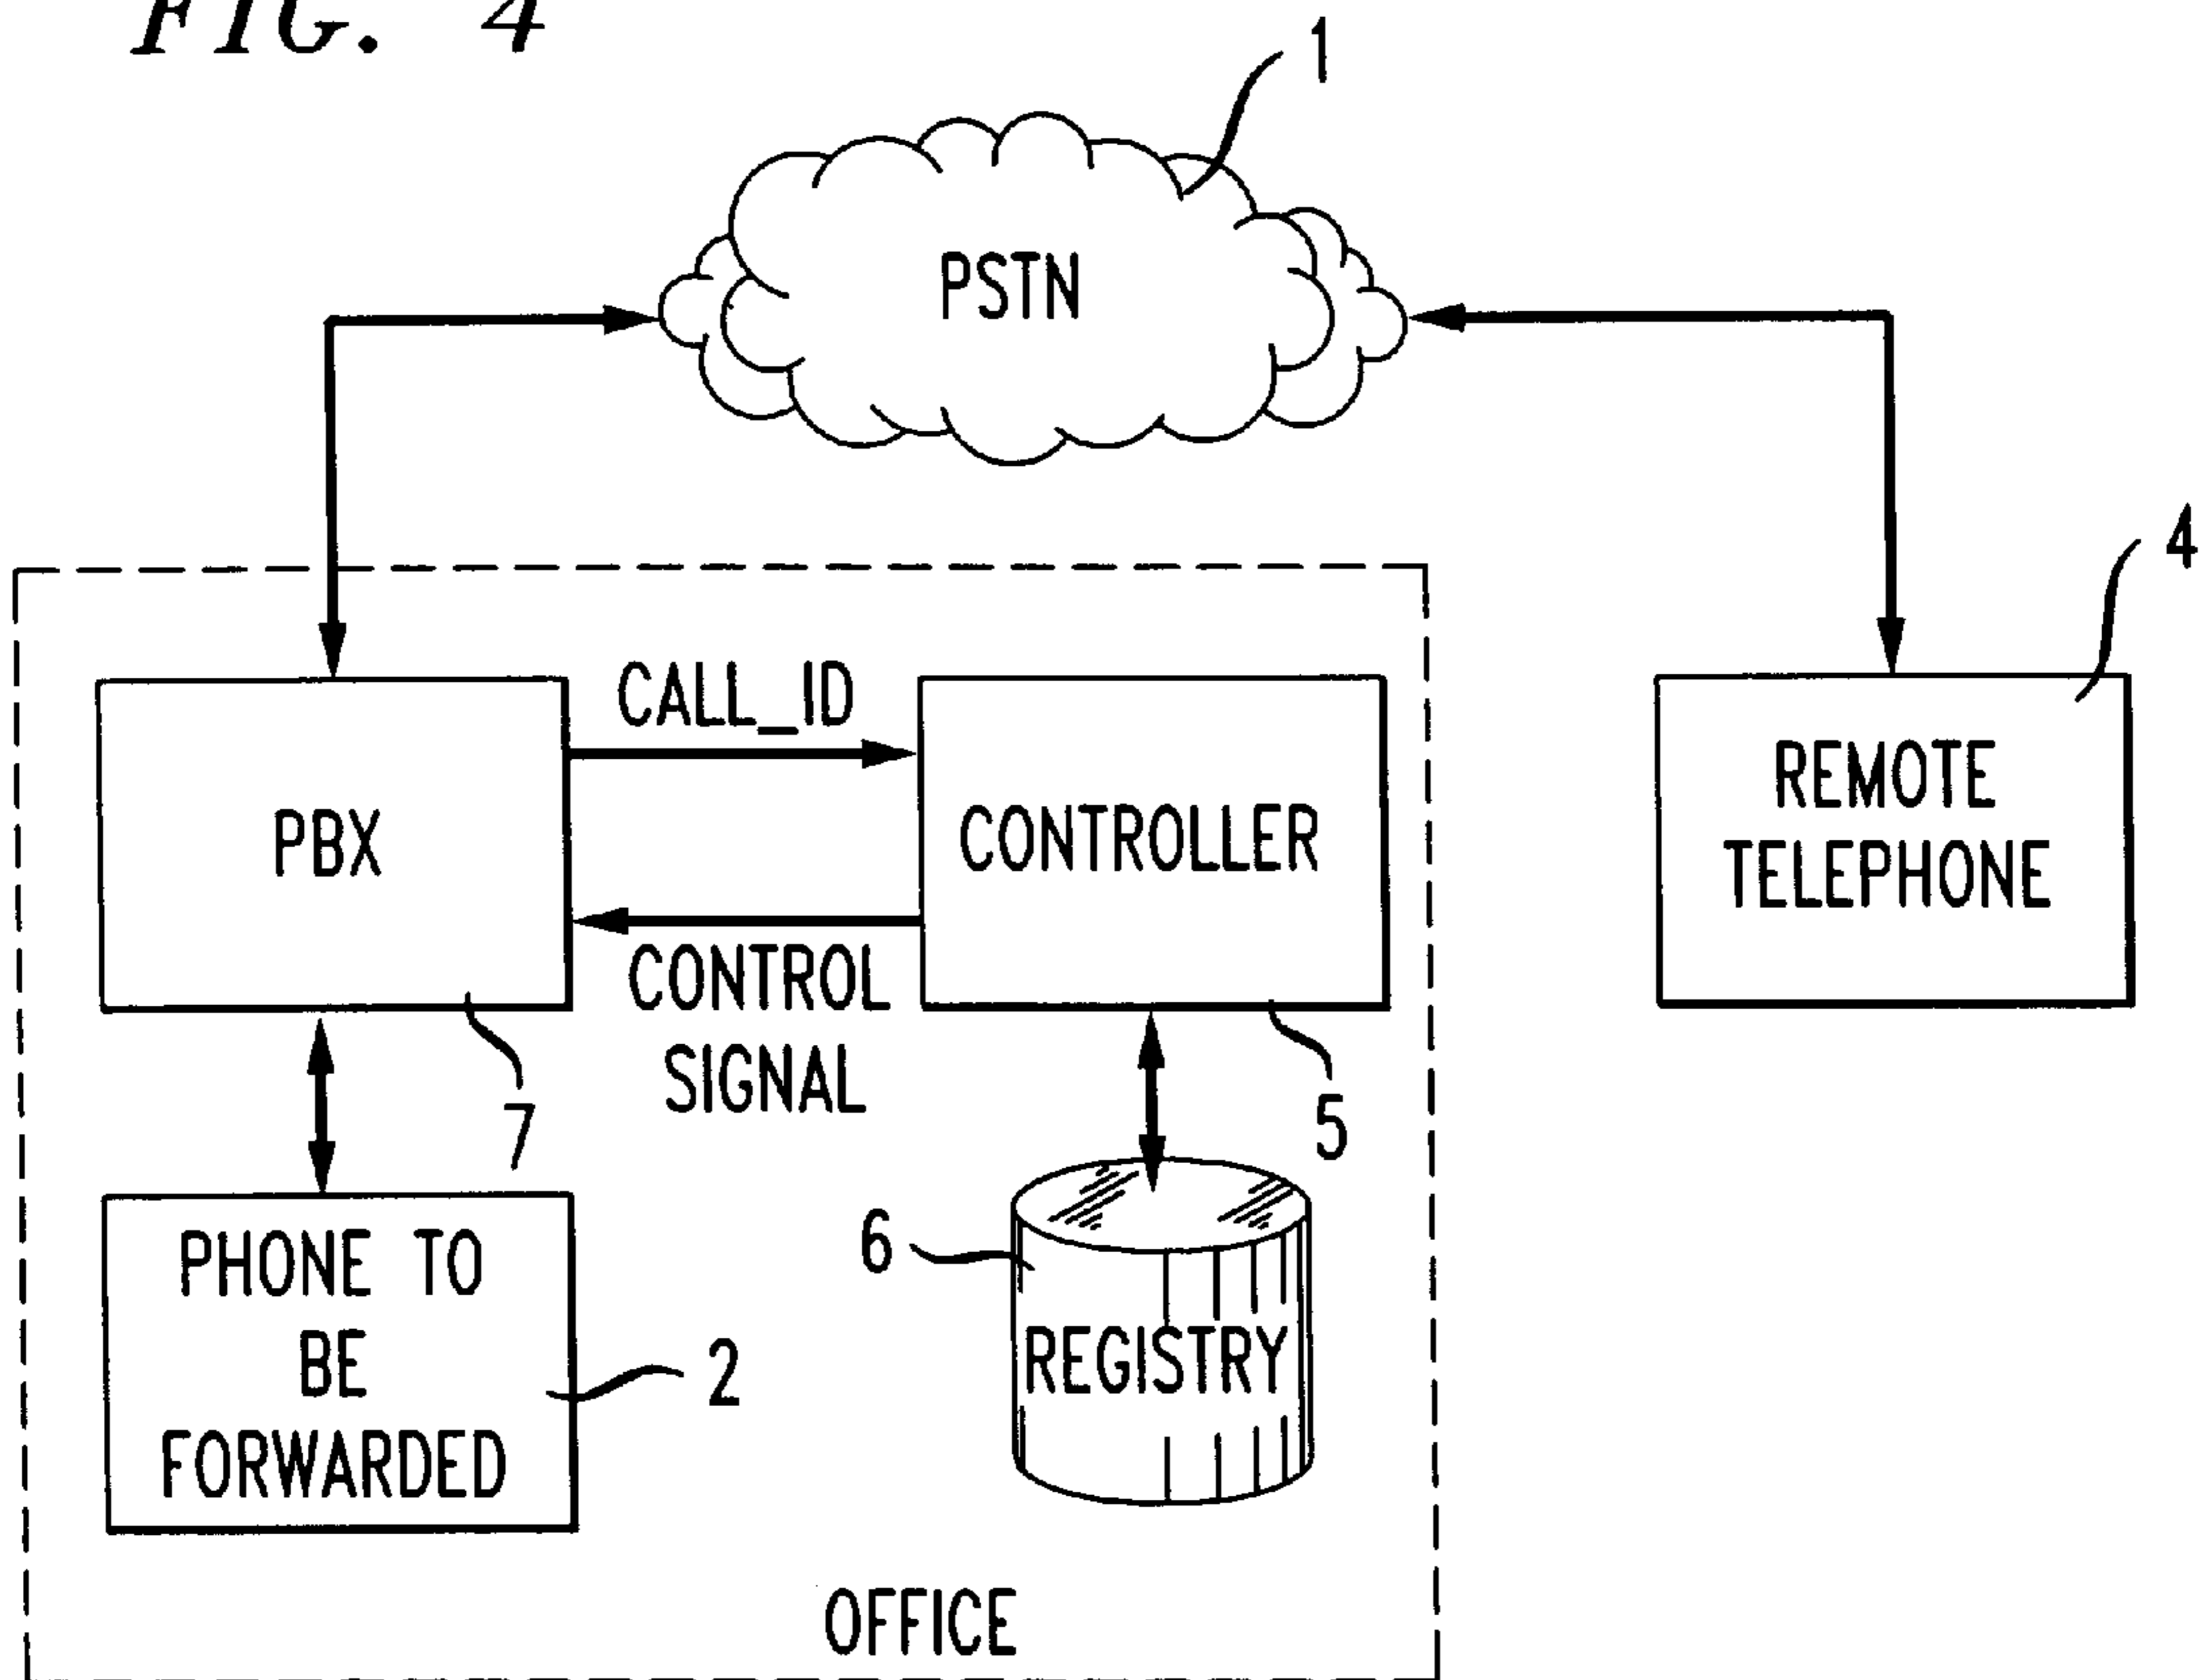 FIG. 4
1
PSTN
4
CALL_ID
PBX
CONTROLLER
REMOTE
TELEPHONE
CONTROL
SIGNAL
7
5
PHONE TO
BE
FORWARDED
2
6
REGISTRY
OFFICE